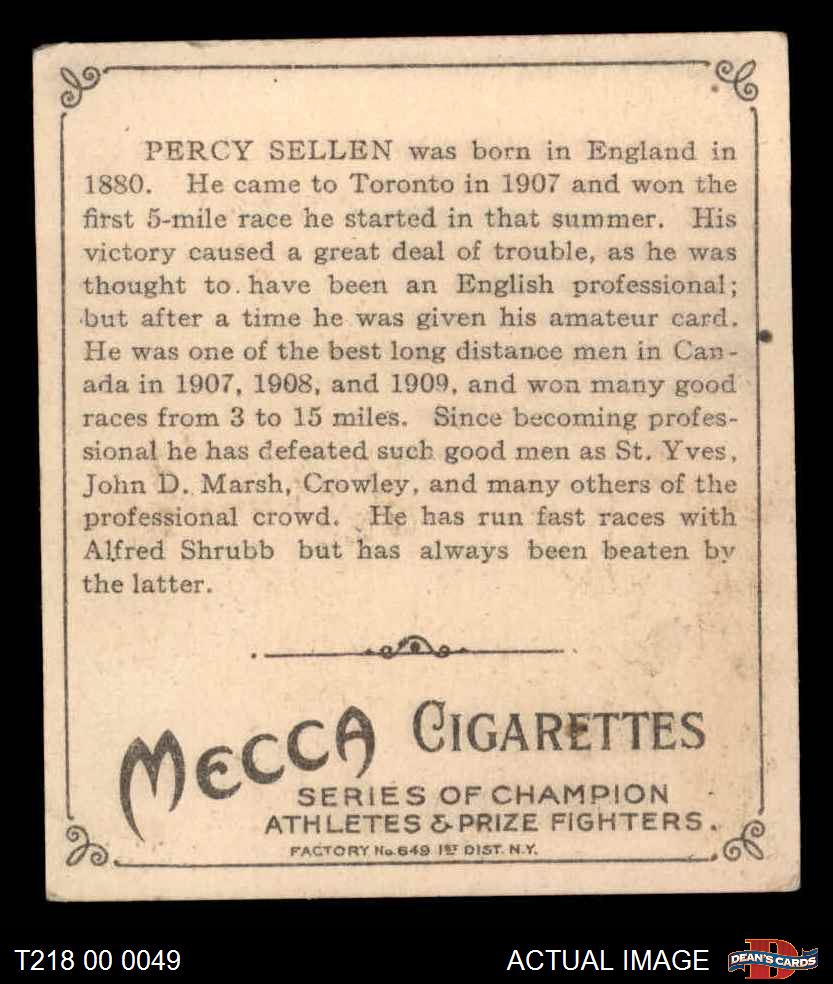 PERCY SELLEN was born in England in
1880. He came to Toronto in 1907 and won the
first 5-mile race he started in that summer. His
victory caused a great deal of trouble, as he was
thought to have been an English professional;
but after a time he was given his amateur card.
He was one of the best long distance men in Can-
ada in 1907, 1908, and 1909, and won many good
races from 3 to 15 miles. Since becoming profes-
sional he has defeated such good men as St. Yves,
John D. Marsh, Crowley, and many others of the
professional crowd. He has run fast races with
Alfred Shrubb but has always been beaten by
the latter.
MECCA CIGARETTES
SERIES OF CHAMPION
ATHLETES & PRIZE FIGHTERS.
FACTORY No. 649 1ST DIST. N.Y.
T218 00 0049 ACTUAL IMAGE D DEAN'S CARDS